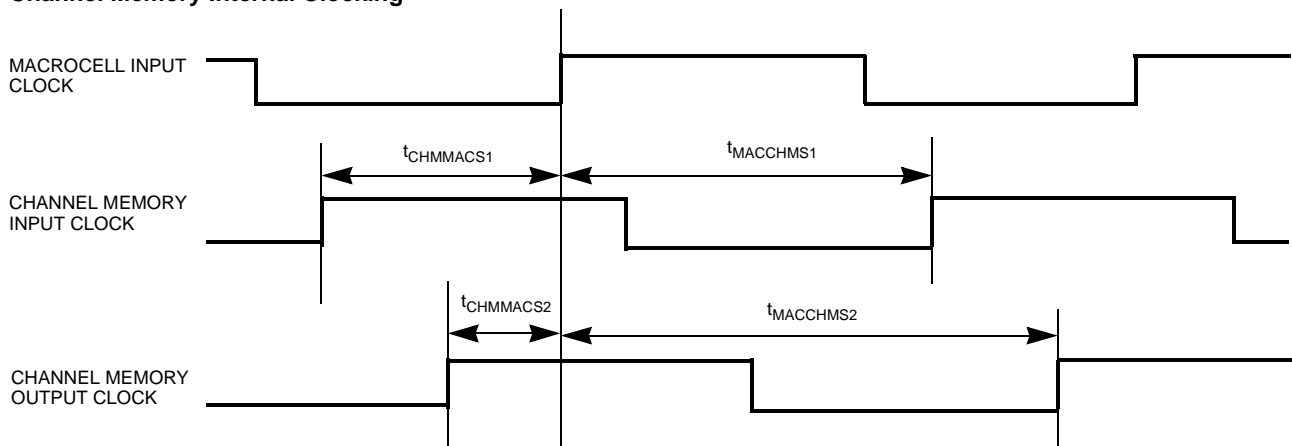 Channel Memory Internal Clocking
MACROCELL INPUT
CLOCK
tCHMMACS1
tMACCHMS1
CHANNEL MEMORY
INPUT CLOCK
tCHMMACS2
tMACCHMS2
CHANNEL MEMORY
OUTPUT CLOCK